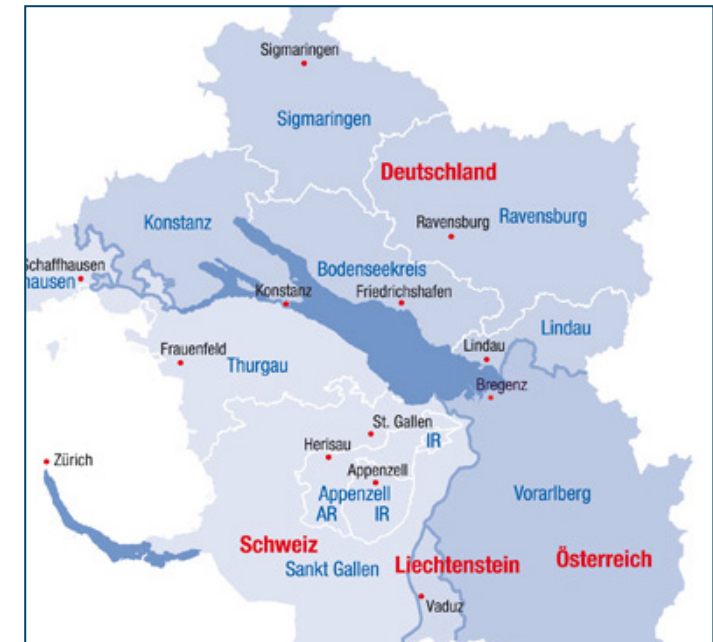 Sigmaringen
Sigmaringen
Deutschland
Konstanz
Ravensburg
Ravensburg
Schaffhausen
hausen
Bodenseekreis
Konstanz
Friedrichshafen
Lindau
Frauenfeld
Thurgau
Lindau
Bregenz
St. Gallen
IR
Herisau
Zürich
Appenzell
Appenzell
AR
IR
Vorarlberg
Schweiz
Sankt Gallen
Liechtenstein
Österreich
Vaduz